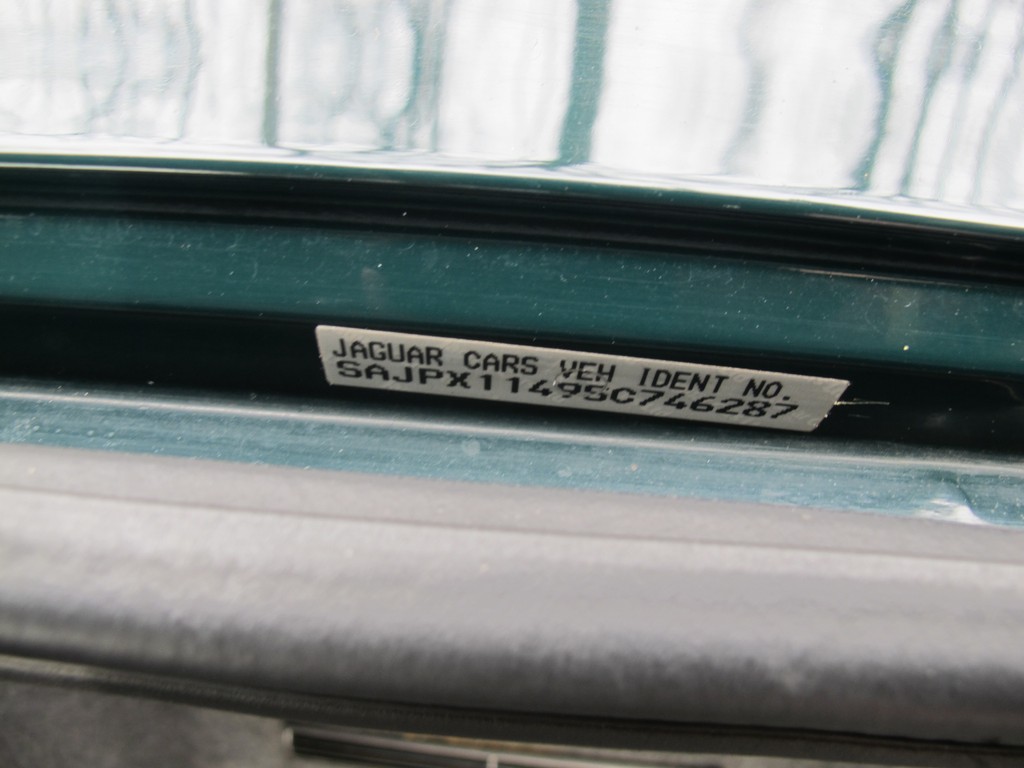 JAGUAR CARS VEH IDENT NO.
SAJPX1149SC746287